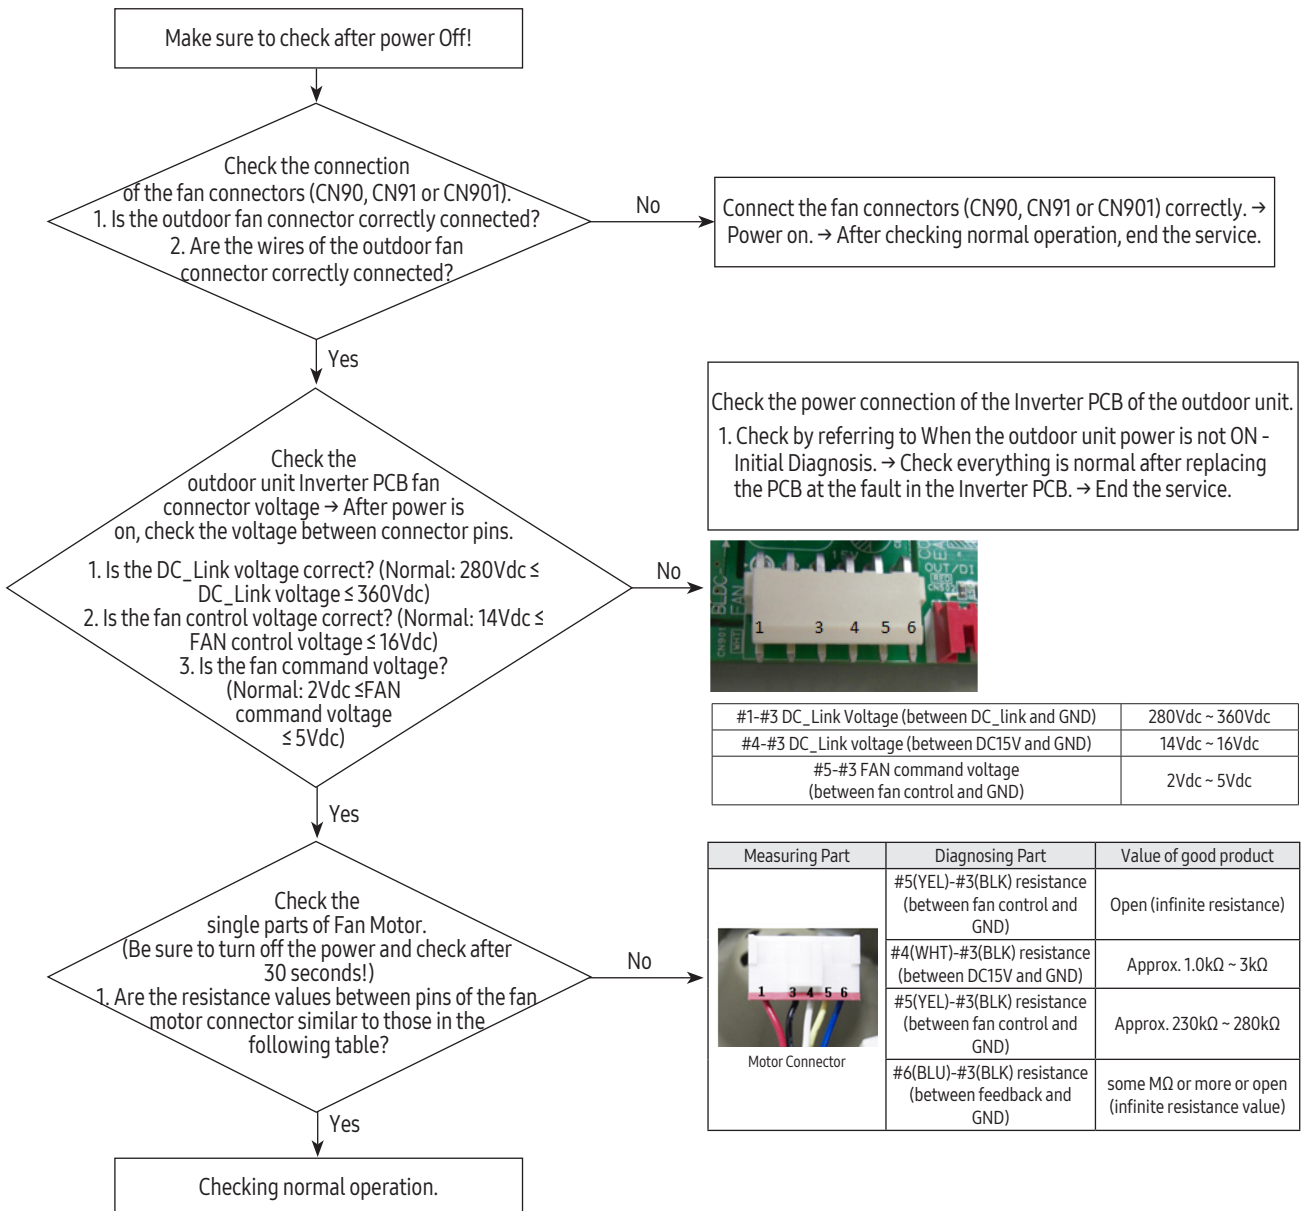 Make sure to check after power Off!
Check the connection
of the fan connectors (CN90, CN91 or CN901).
1. Is the outdoor fan connector correctly connected?
2. Are the wires of the outdoor fan
connector correctly connected?
No
Connect the fan connectors (CN90, CN91 or CN901) correctly. →
Power on. → After checking normal operation, end the service.
Yes
Check the
outdoor unit Inverter PCB fan
connector voltage → After power is
on, check the voltage between connector pins.
1. Is the DC_Link voltage correct? (Normal: 280Vdc ≤
DC_Link voltage ≤ 360Vdc)
2. Is the fan control voltage correct? (Normal: 14Vdc ≤
FAN control voltage ≤ 16Vdc)
3. Is the fan command voltage?
(Normal: 2Vdc ≤FAN
command voltage
≤ 5Vdc)
No
Check the power connection of the Inverter PCB of the outdoor unit.
1. Check by referring to When the outdoor unit power is not ON -
Initial Diagnosis. → Check everything is normal after replacing
the PCB at the fault in the Inverter PCB. → End the service.
BLDC-
FAN
CN901
WHT
15V
OUT/D1
RED
1 3 4 5 6
#1-#3 DC_Link Voltage (between DC_link and GND) 280Vdc ~ 360Vdc
#4-#3 DC_Link voltage (between DC15V and GND) 14Vdc ~ 16Vdc
#5-#3 FAN command voltage
(between fan control and GND)
2Vdc ~ 5Vdc
Yes
Check the
single parts of Fan Motor.
(Be sure to turn off the power and check after
30 seconds!)
1. Are the resistance values between pins of the fan
motor connector similar to those in the
following table?
No
Measuring Part Diagnosing Part Value of good product
1 3 4 5 6
Motor Connector
#5(YEL)-#3(BLK) resistance
(between fan control and
GND)
Open (infinite resistance)
#4(WHT)-#3(BLK) resistance
(between DC15V and GND)
Approx. 1.0kΩ ~ 3kΩ
#5(YEL)-#3(BLK) resistance
(between fan control and
GND)
Approx. 230kΩ ~ 280kΩ
#6(BLU)-#3(BLK) resistance
(between feedback and
GND)
some MΩ or more or open
(infinite resistance value)
Yes
Checking normal operation.